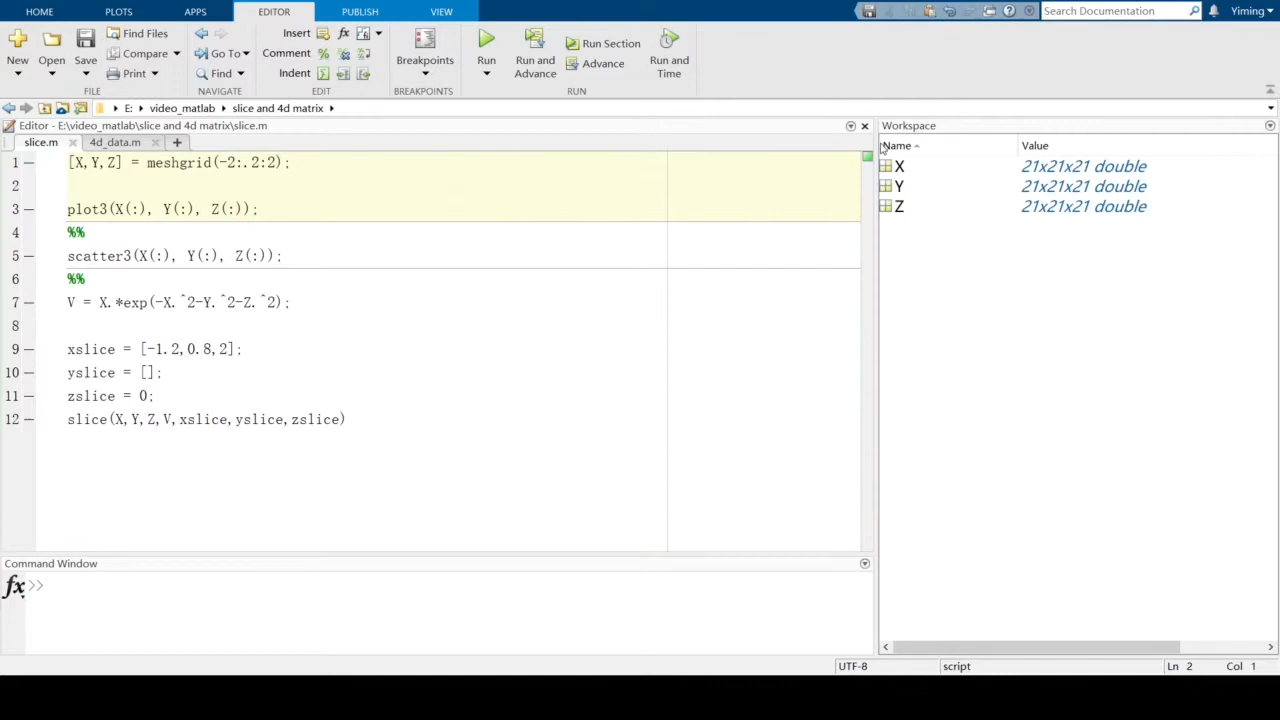 HOME PLOTS APPS EDITOR PUBLISH VIEW Search Documentation Yiming
New Open Save Find Files Compare Print
FILE
Go To Find
NAVIGATE
Insert fx
Comment %
Indent
EDIT
Breakpoints
BREAKPOINTS
Run Run and Advance Run Section Advance Run and Time
RUN
E: video_matlab slice and 4d matrix
Editor - E:\video_matlab\slice and 4d matrix\slice.m
slice.m 4d_data.m +
1 [X,Y,Z] = meshgrid(-2:.2:2);
2
3 plot3(X(:), Y(:), Z(:));
4 %%
5 scatter3(X(:), Y(:), Z(:));
6 %%
7 V = X.*exp(-X.^2-Y.^2-Z.^2);
8
9 xslice = [-1.2,0.8,2];
10 yslice = [];
11 zslice = 0;
12 slice(X,Y,Z,V,xslice,yslice,zslice)
Command Window
fx >>
Workspace
Name Value
X 21x21x21 double
Y 21x21x21 double
Z 21x21x21 double
UTF-8 script Ln 2 Col 1